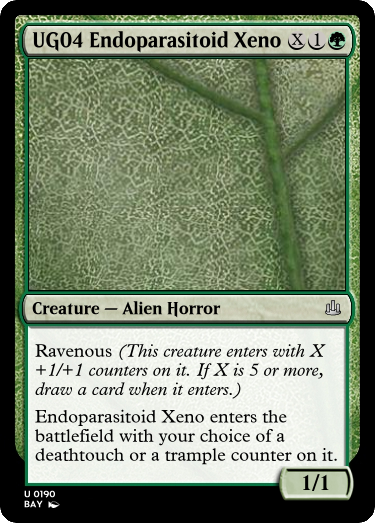 UG04 Endoparasitoid Xeno X 1
Creature — Alien Horror
Ravenous (This creature enters with X
+1/+1 counters on it. If X is 5 or more,
draw a card when it enters.)
Endoparasitoid Xeno enters the
battlefield with your choice of a
deathtouch or a trample counter on it.
1/1
U 0190
BAY